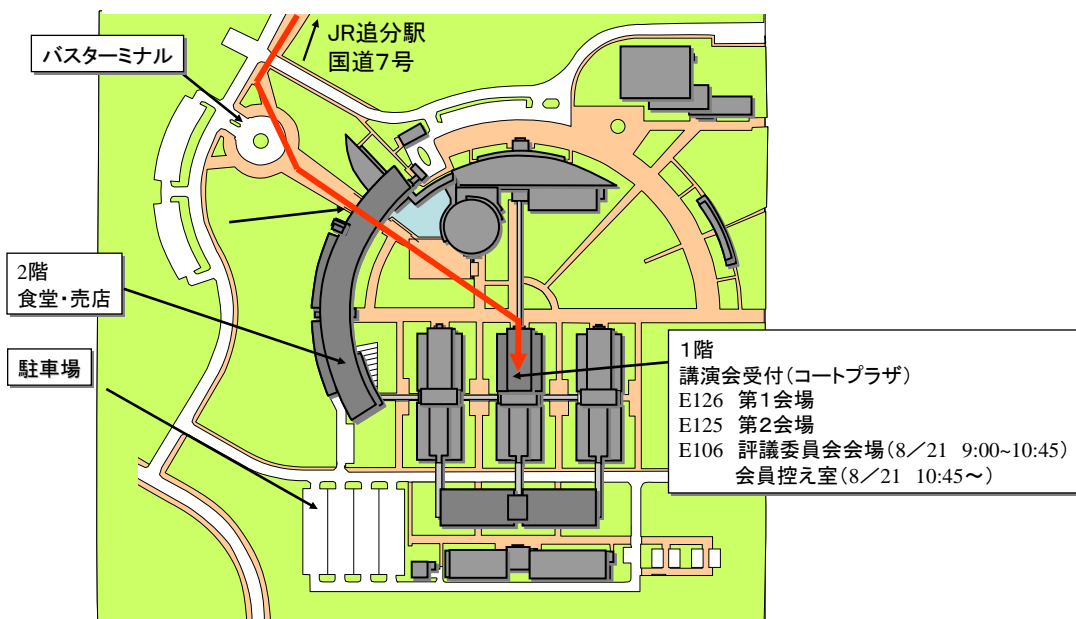 JR追分駅
国道7号
バスターミナル
2階
食堂・売店
駐車場
1階
講演会受付(コートプラザ)
E126 第1会場
E125 第2会場
E106 評議委員会会場(8/21 9:00~10:45)
会員控え室(8/21 10:45～)